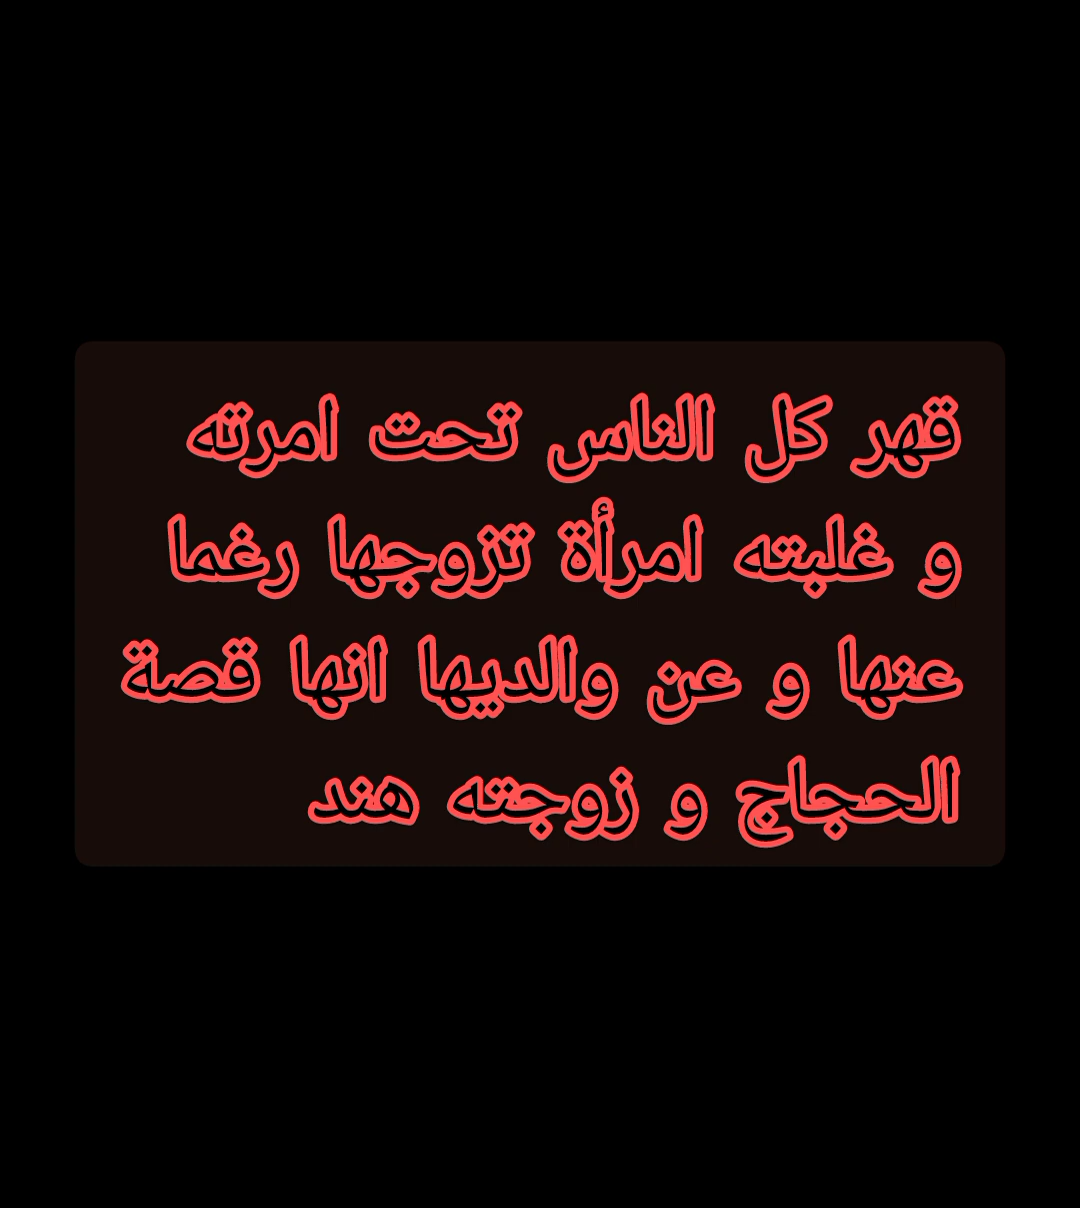 قهر كل الناس تحت امرته
و غلبته امرأة تزوجها رغما
عنها و عن والديها انها قصة
الحجاج و زوجته هند